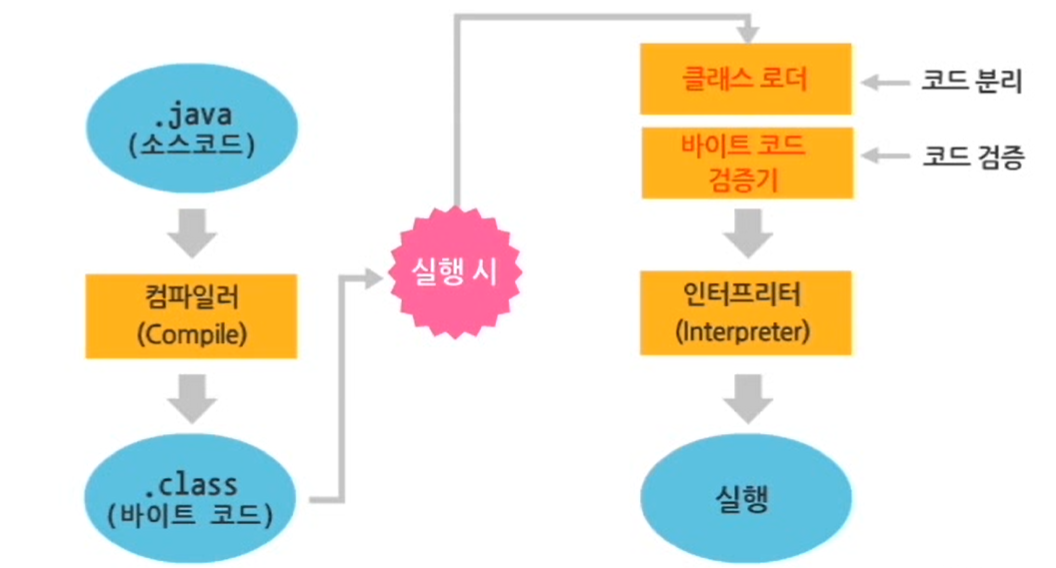 .java
(소스코드)
컴파일러
(Compile)
.class
(바이트 코드)
실행 시
클래스 로더
코드 분리
바이트 코드
검증기
코드 검증
인터프리터
(Interpreter)
실행